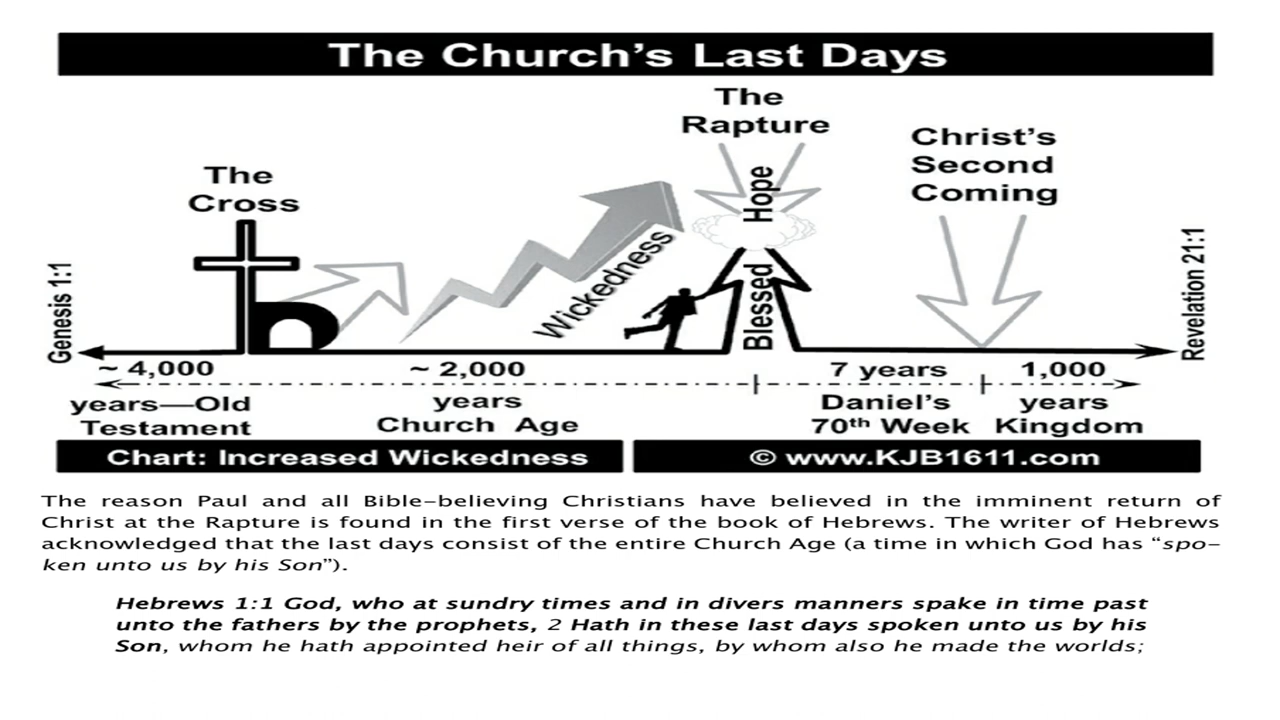 The Church's Last Days
The
Rapture
Christ's
Second
Coming
The
Cross
Hope
Blessed
Wickedness
Genesis 1:1
Revelation 21:1
~ 4,000
~ 2,000
7 years
1,000
years—Old
years
Daniel's
years
Testament
Church Age
70th Week
Kingdom
Chart: Increased Wickedness
© www.KJB1611.com
The reason Paul and all Bible-believing Christians have believed in the imminent return of
Christ at the Rapture is found in the first verse of the book of Hebrews. The writer of Hebrews
acknowledged that the last days consist of the entire Church Age (a time in which God has "spo-
ken unto us by his Son").
Hebrews 1:1 God, who at sundry times and in divers manners spake in time past
unto the fathers by the prophets, 2 Hath in these last days spoken unto us by his
Son, whom he hath appointed heir of all things, by whom also he made the worlds;